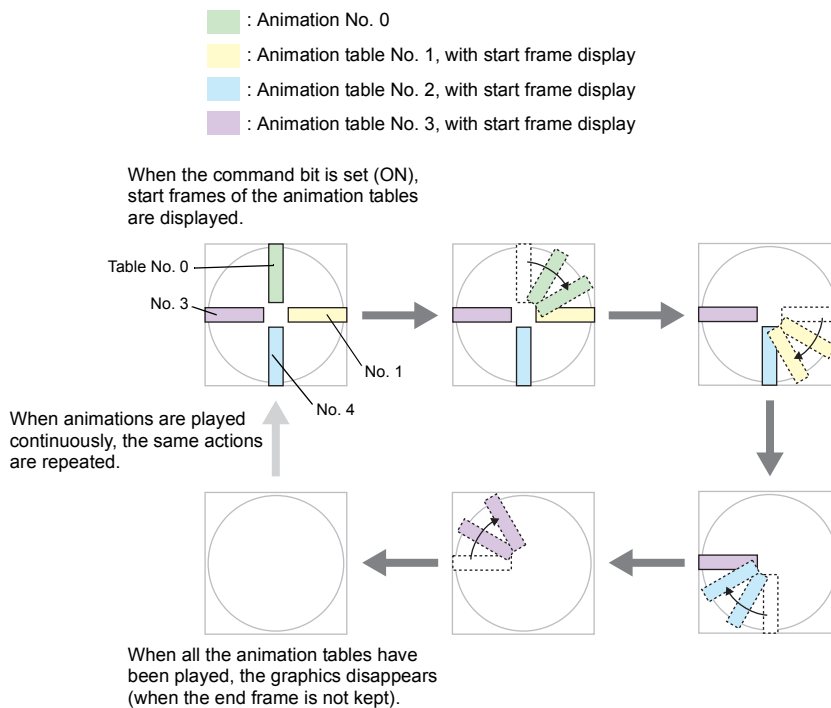 : Animation No. 0
: Animation table No. 1, with start frame display
: Animation table No. 2, with start frame display
: Animation table No. 3, with start frame display
When the command bit is set (ON),
start frames of the animation tables
are displayed.
Table No. 0
No. 3
No. 1
No. 4
When animations are played
continuously, the same actions
are repeated.
When all the animation tables have
been played, the graphics disappears
(when the end frame is not kept).